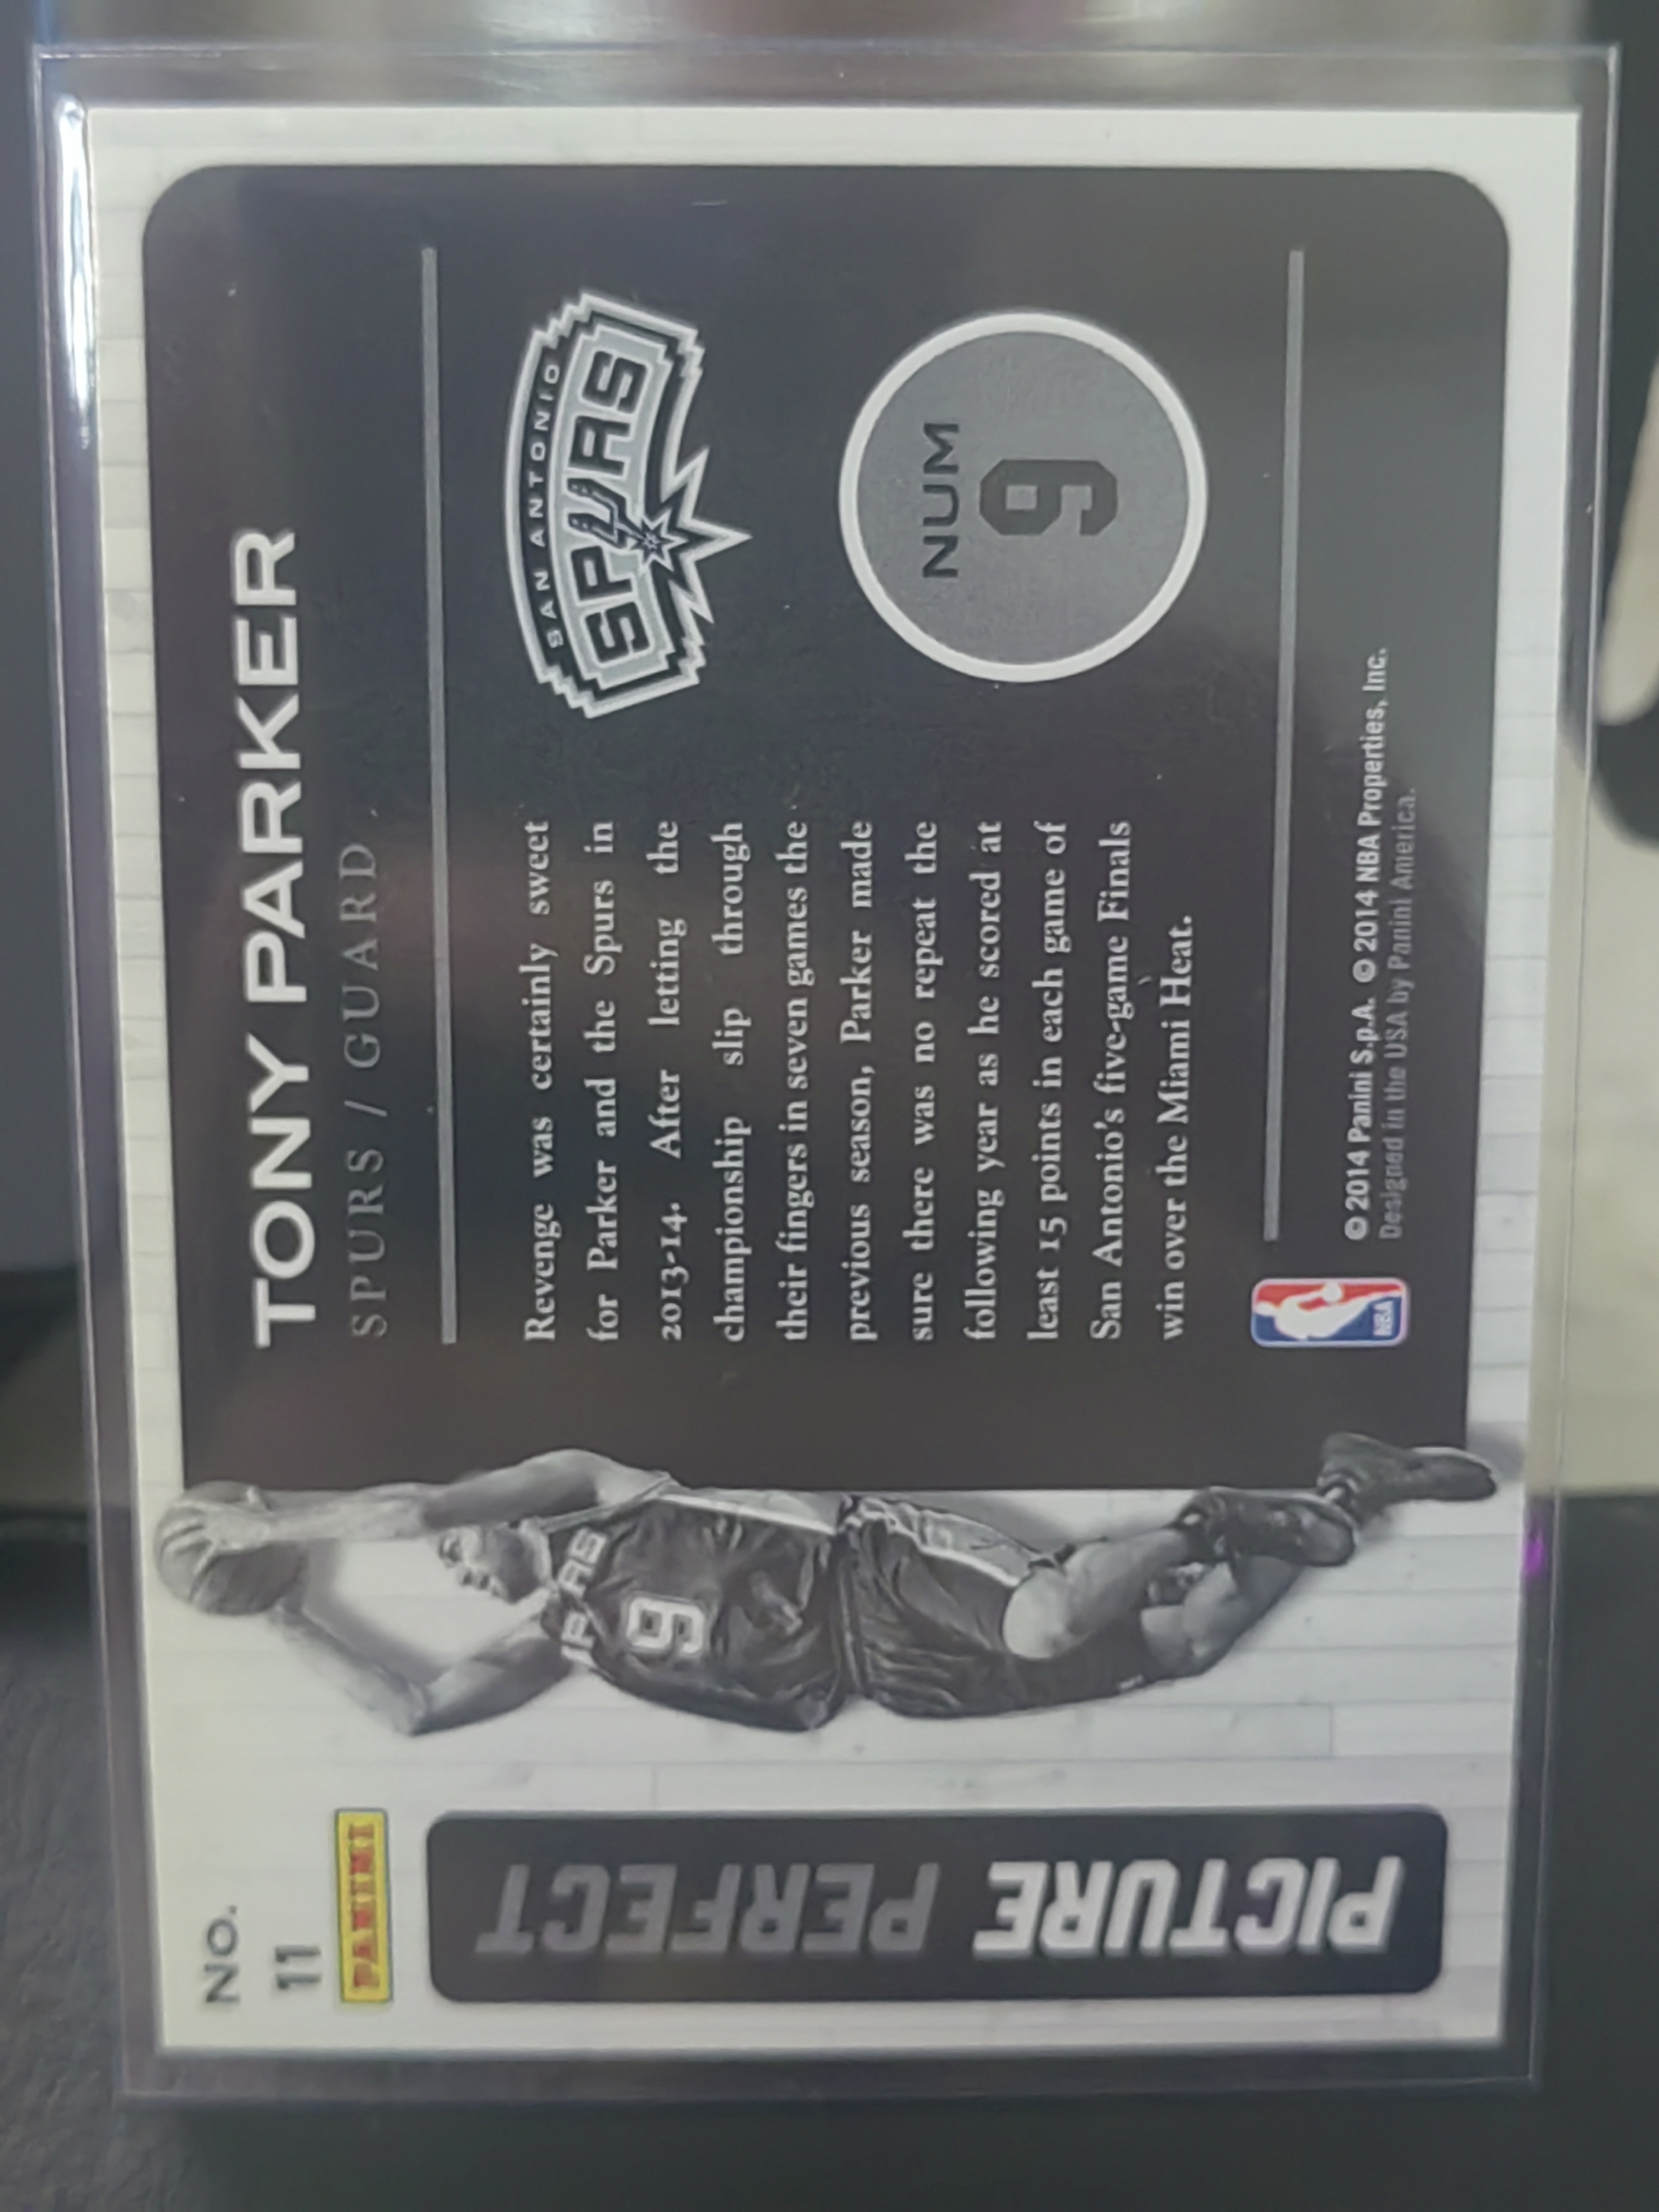 NO.
11
PANINI
PICTURE PERFECT
SPURS
9
TONY PARKER
SPURS / GUARD
Revenge was certainly sweet
for Parker and the Spurs in
2013-14. After letting the
championship slip through
their fingers in seven games the
previous season, Parker made
sure there was no repeat the
following year as he scored at
least 15 points in each game of
San Antonio's five-game Finals
win over the Miami Heat.
SAN ANTONIO
SPURS
NUM
9
NBA
© 2014 Panini S.p.A. © 2014 NBA Properties, Inc.
Designed in the USA by Panini America.